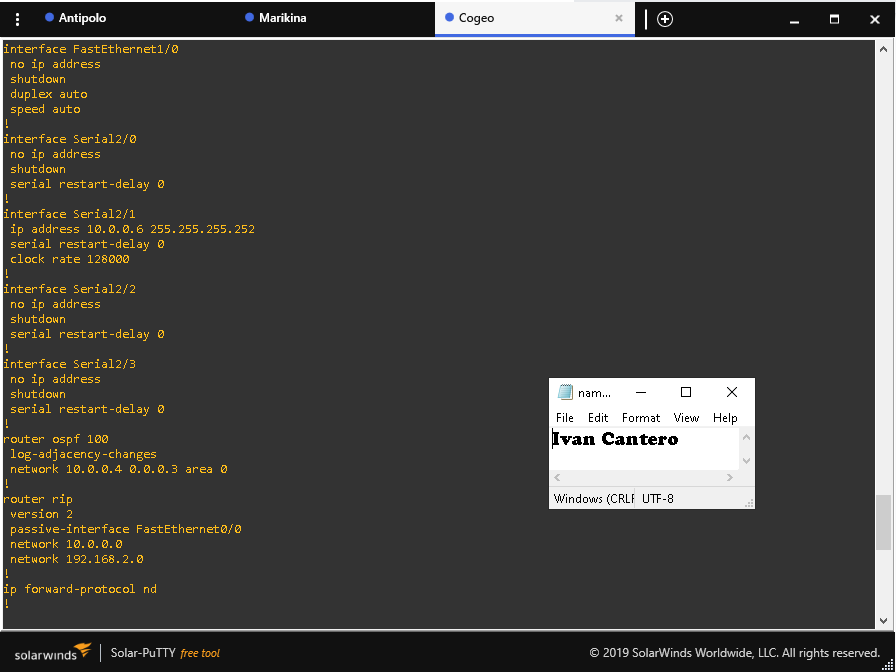 Antipolo
Marikina
Cogeo
interface FastEthernet1/0
 no ip address
 shutdown
 duplex auto
 speed auto
!
interface Serial2/0
 no ip address
 shutdown
 serial restart-delay 0
!
interface Serial2/1
 ip address 10.0.0.6 255.255.255.252
 serial restart-delay 0
 clock rate 128000
!
interface Serial2/2
 no ip address
 shutdown
 serial restart-delay 0
!
interface Serial2/3
 no ip address
 shutdown
 serial restart-delay 0
!
router ospf 100
 log-adjacency-changes
 network 10.0.0.4 0.0.0.3 area 0
!
router rip
 version 2
 passive-interface FastEthernet0/0
 network 10.0.0.0
 network 192.168.2.0
!
ip forward-protocol nd
!
nam...
File Edit Format View Help
Ivan Cantero
Windows (CRLF UTF-8
solarwinds Solar-PuTTY free tool
© 2019 SolarWinds Worldwide, LLC. All rights reserved.